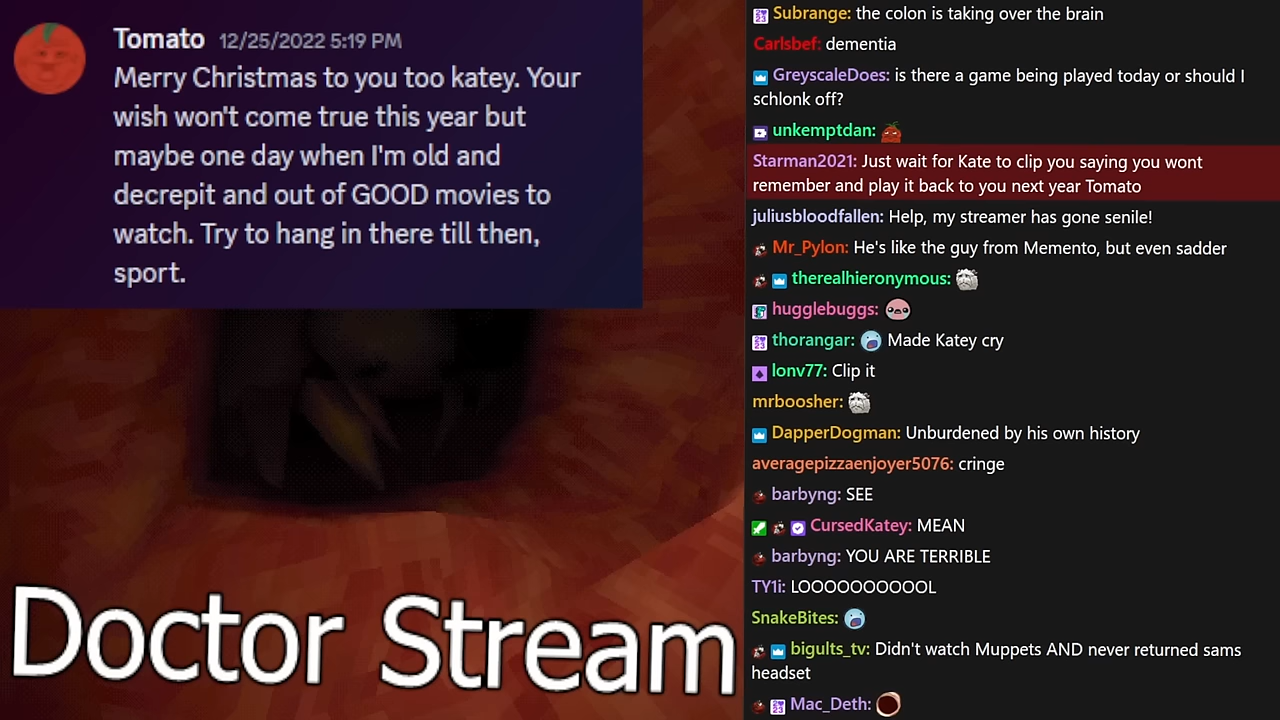 Tomato 12/25/2022 5:19 PM
Merry Christmas to you too katey. Your
wish won't come true this year but
maybe one day when I'm old and
decrepit and out of GOOD movies to
watch. Try to hang in there till then,
sport.
Doctor Stream
Subrange: the colon is taking over the brain
Carlsbef: dementia
GreyscaleDoes: is there a game being played today or should I
schlonk off?
unkemptdan:
Starman2021: Just wait for Kate to clip you saying you wont
remember and play it back to you next year Tomato
juliusbloodfallen: Help, my streamer has gone senile!
Mr_Pylon: He's like the guy from Memento, but even sadder
therealhieronymous:
hugglebuggs:
thorangar: Made Katey cry
lonv77: Clip it
mrboosher:
DapperDogman: Unburdened by his own history
averagepizzaenjoyer5076: cringe
barbyng: SEE
CursedKatey: MEAN
barbyng: YOU ARE TERRIBLE
TY1i: LOOOOOOOOOOL
SnakeBites:
bigults_tv: Didn't watch Muppets AND never returned sams
headset
Mac_Deth: